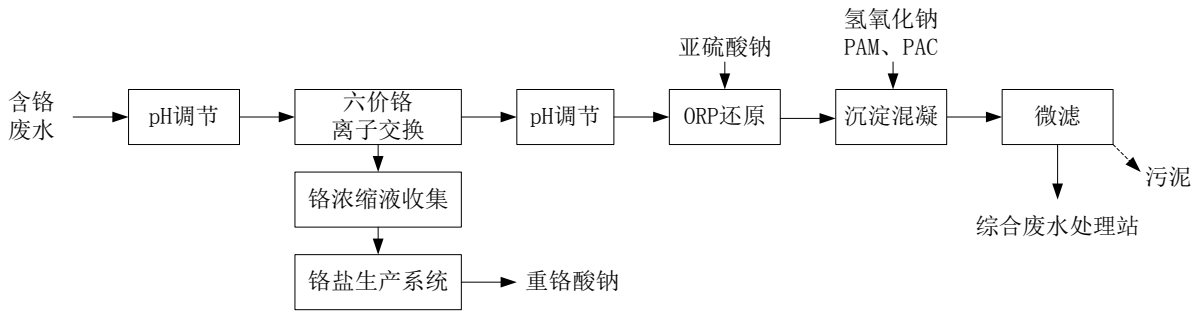 亚硫酸钠
氢氧化钠
PAM、PAC
含铬
废水
pH调节
六价铬
离子交换
pH调节
ORP还原
沉淀混凝
微滤
污泥
铬浓缩液收集
综合废水处理站
铬盐生产系统
重铬酸钠